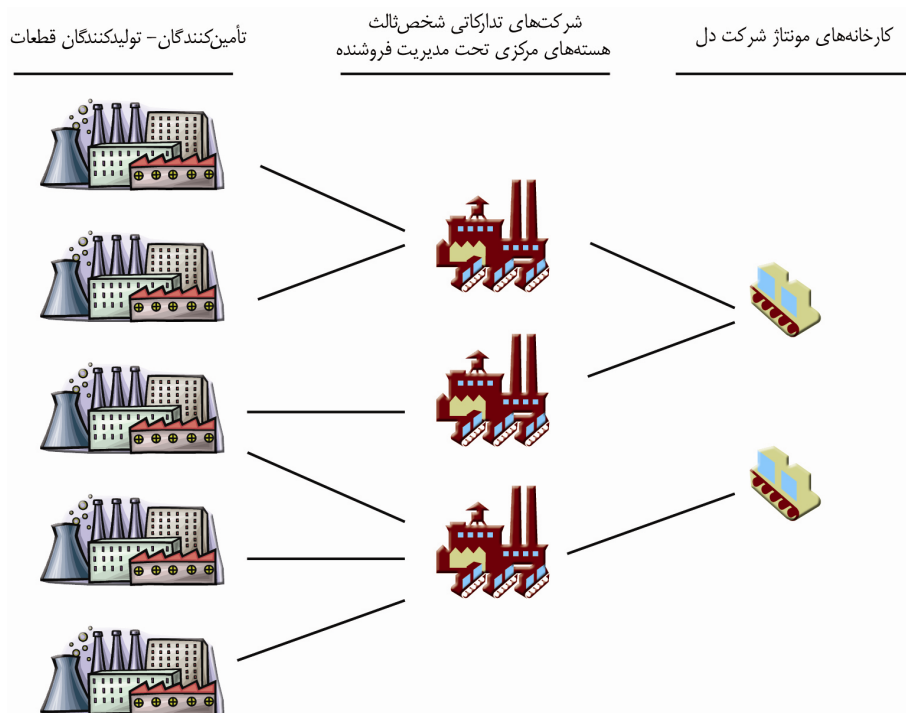 کارخانه‌های مونتاژ شرکت دل
شرکت‌های تدارکاتی شخص‌ثالث
هسته‌های مرکزی تحت مدیریت فروشنده
تأمین‌کنندگان- تولیدکنندگان قطعات